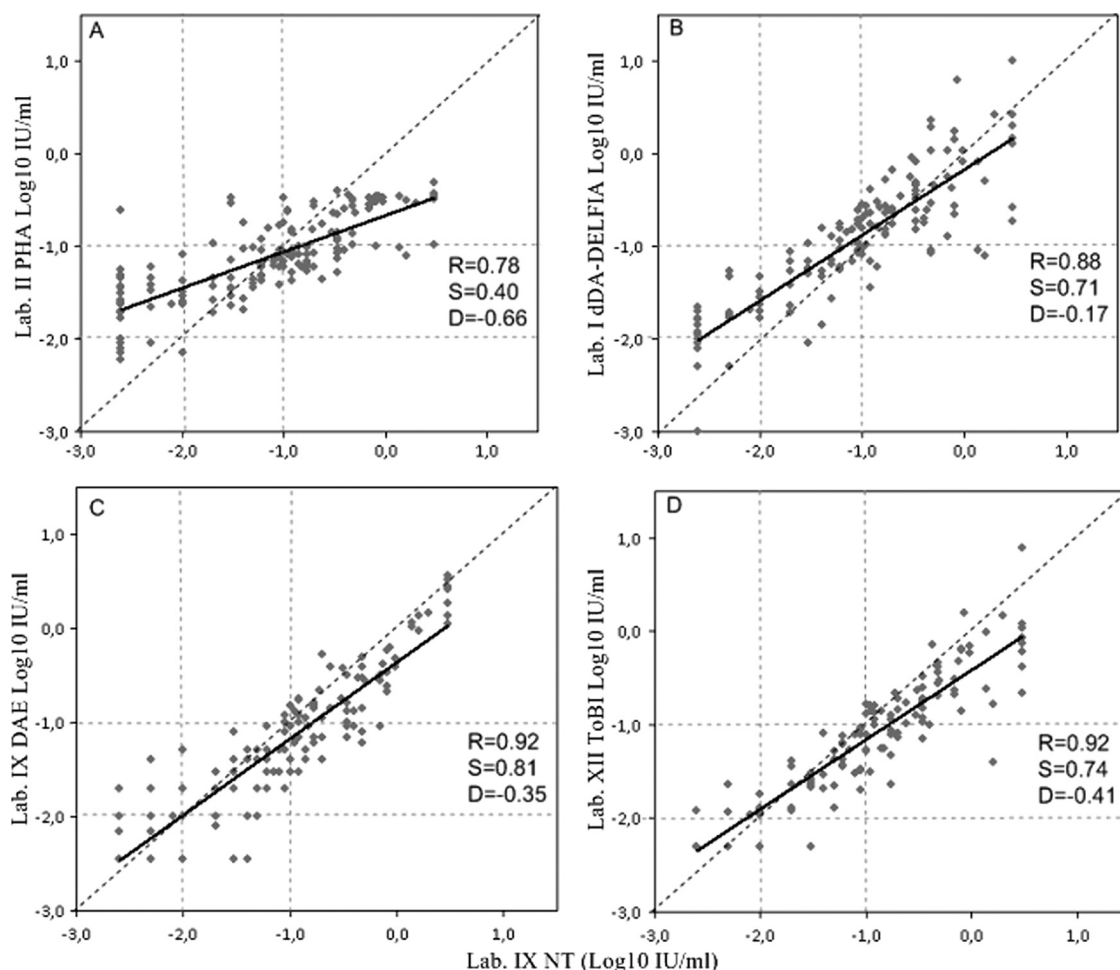 A
1,0
0,0
-1,0
-2,0
-3,0
Lab. II PHA Log10 IU/ml
R=0.78
S=0.40
D=-0.66
-3,0 -2,0 -1,0 0,0 1,0
B
1,0
0,0
-1,0
-2,0
-3,0
Lab. I dDA-DELFIA Log10 IU/ml
R=0.88
S=0.71
D=-0.17
-3,0 -2,0 -1,0 0,0 1,0
C
1,0
0,0
-1,0
-2,0
-3,0
Lab. IX DAE Log10 IU/ml
R=0.92
S=0.81
D=-0.35
-3,0 -2,0 -1,0 0,0 1,0
D
1,0
0,0
-1,0
-2,0
-3,0
Lab. XII ToBI Log10 IU/ml
R=0.92
S=0.74
D=-0.41
-3,0 -2,0 -1,0 0,0 1,0
Lab. IX NT (Log10 IU/ml)